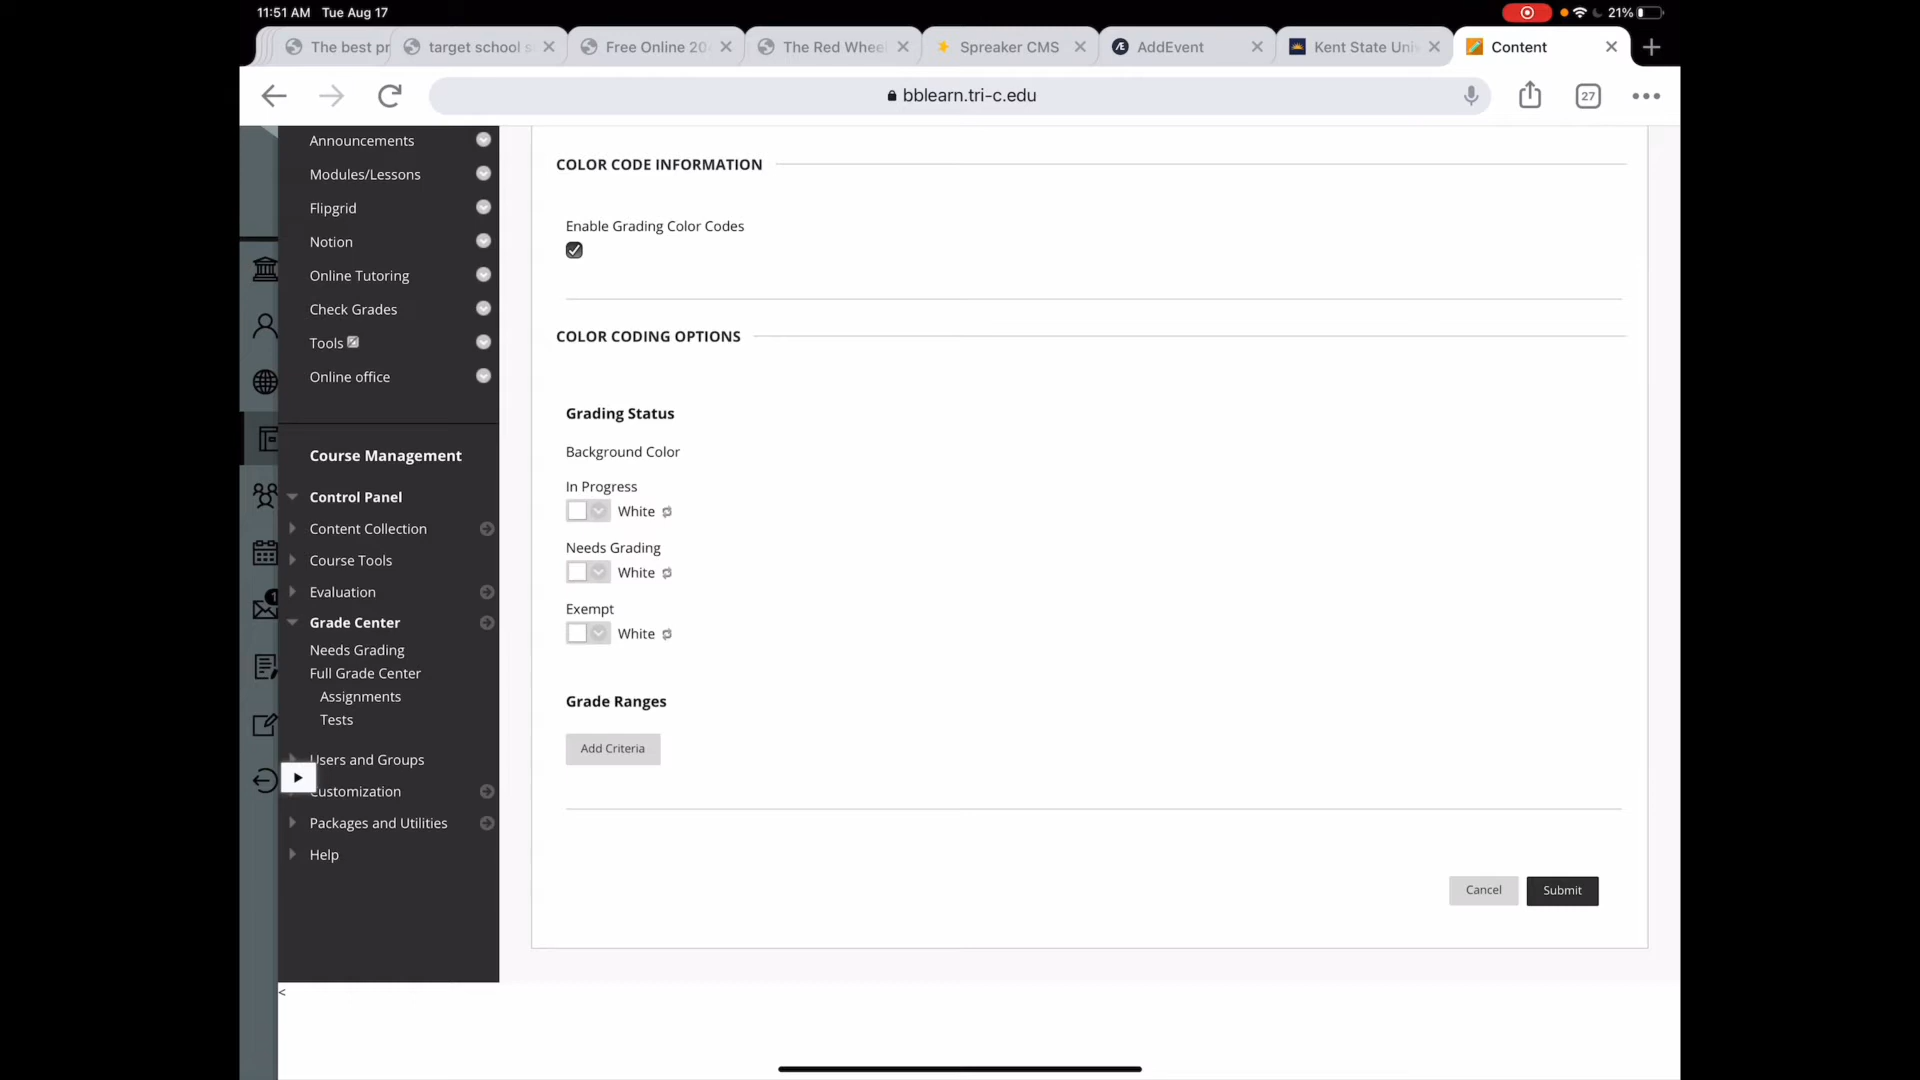 11:51 AM Tue Aug 17
21%
The best pr
target school s
Free Online 20
The Red Whee
Spreaker CMS
AddEvent
Kent State Uni
Content
bblearn.tri-c.edu
27
Announcements
Modules/Lessons
Flipgrid
Notion
Online Tutoring
Check Grades
Tools
Online office
Course Management
Control Panel
Content Collection
Course Tools
Evaluation
Grade Center
Needs Grading
Full Grade Center
Assignments
Tests
Users and Groups
Customization
Packages and Utilities
Help
1
<
COLOR CODE INFORMATION
Enable Grading Color Codes
COLOR CODING OPTIONS
Grading Status
Background Color
In Progress
White
Needs Grading
White
Exempt
White
Grade Ranges
Add Criteria
Cancel
Submit